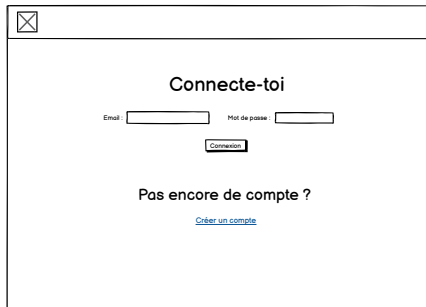 Connecte-toi
Email : Mot de passe :
Connexion
Pas encore de compte ?
Créer un compte